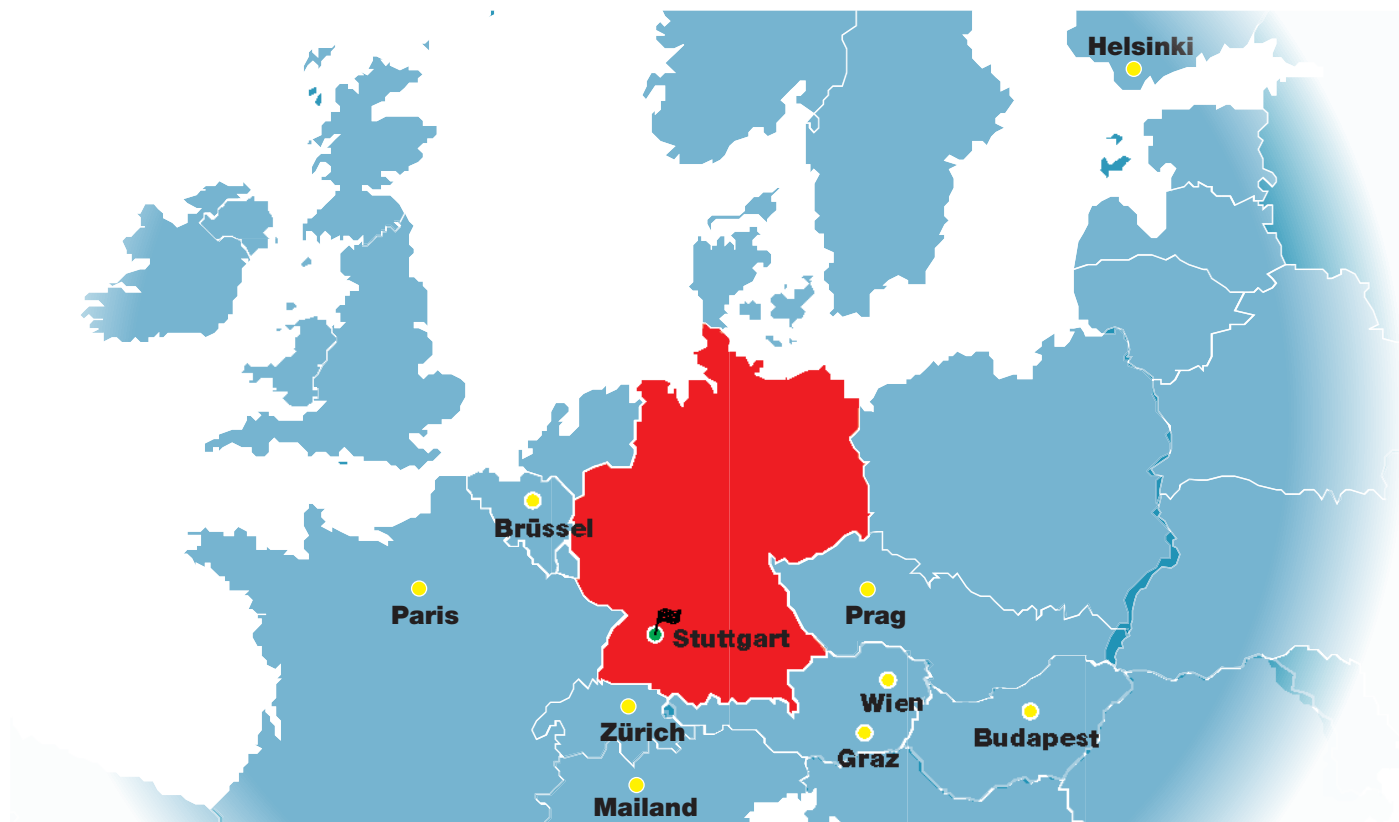 Helsinki
Brüssel
Paris
Prag
Stuttgart
Wien
Zürich
Budapest
Graz
Mailand